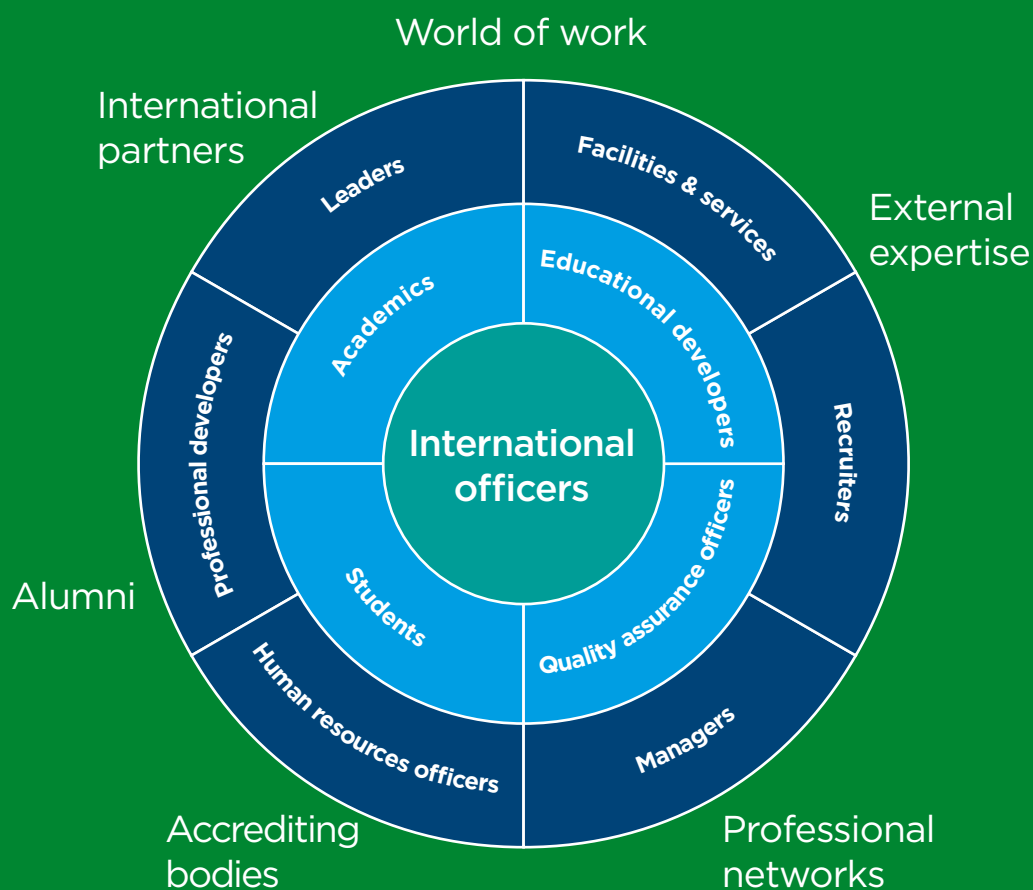 World of work
International
partners
Leaders
Facilities & services
External
expertise
Academics
Educational developers
Professional developers
Recruiters
International
officers
Students
Quality assurance officers
Alumni
Human resources officers
Managers
Accrediting
bodies
Professional
networks